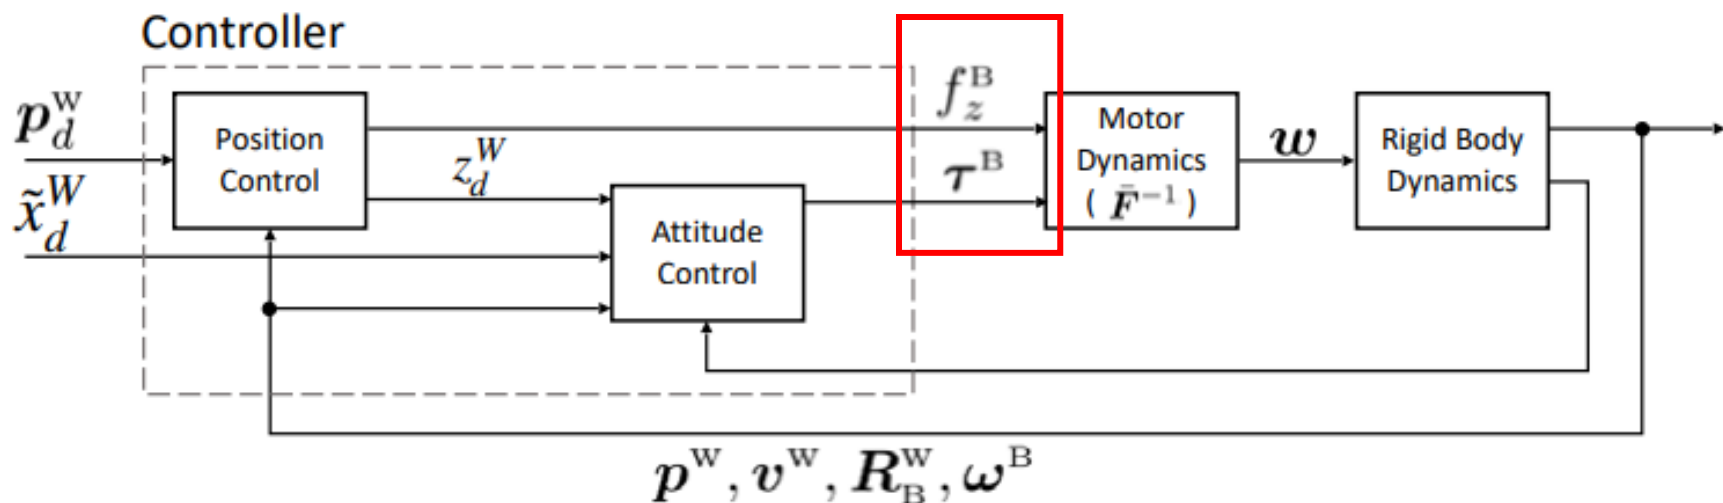 Controller
p_d^W
x̃_d^W
Position
Control
z_d^W
Attitude
Control
f_z^B
τ^B
Motor
Dynamics
( F̄^{-1} )
w
Rigid Body
Dynamics
p^W, v^W, R_B^W, ω^B